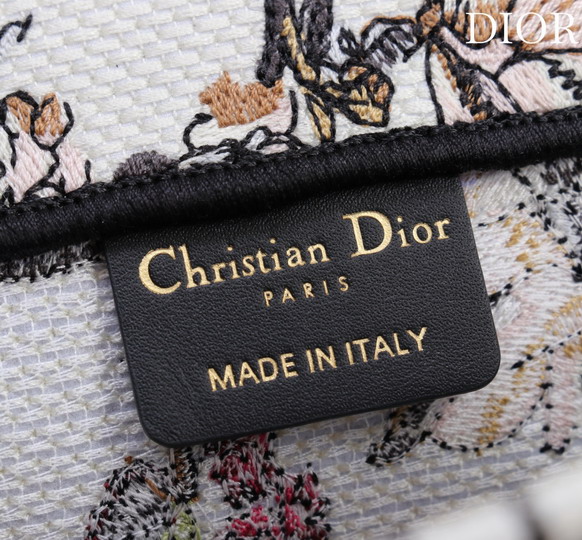 DIOR
Christian Dior
PARIS
MADE IN ITALY